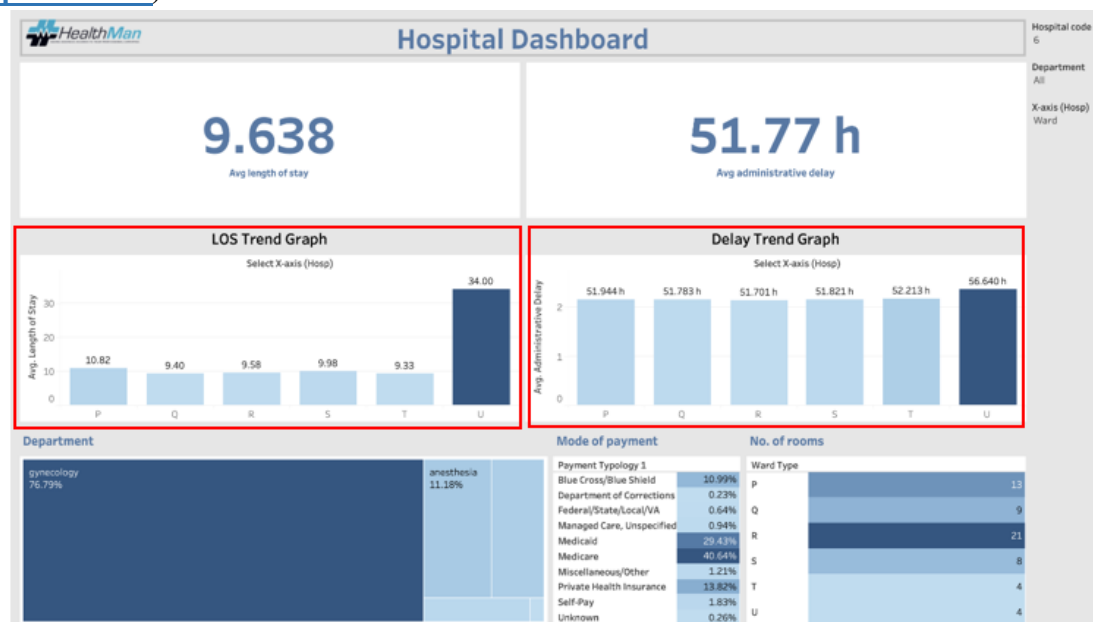 HealthMan
Hospital Dashboard
Hospital code
6
Department
All
X-axis (Hosp)
Ward
9.638
Avg length of stay
51.77 h
Avg administrative delay
LOS Trend Graph
Select X-axis (Hosp)
Avg. Length of Stay
30
20
10
0
10.82
9.40
9.58
9.98
9.33
34.00
P
Q
R
S
T
U
Delay Trend Graph
Select X-axis (Hosp)
Avg. Administrative Delay
2
1
0
51.944 h
51.783 h
51.701 h
51.821 h
52.213 h
56.640 h
P
Q
R
S
T
U
Department
gynecology
76.79%
anesthesia
11.18%
Mode of payment
Payment Typology 1
Blue Cross/Blue Shield 10.99%
Department of Corrections 0.23%
Federal/State/Local/VA 0.64%
Managed Care, Unspecified 0.94%
Medicaid 29.43%
Medicare 40.64%
Miscellaneous/Other 1.21%
Private Health Insurance 13.82%
Self-Pay 1.83%
Unknown 0.26%
No. of rooms
Ward Type
P 13
Q 9
R 21
S 8
T 4
U 4